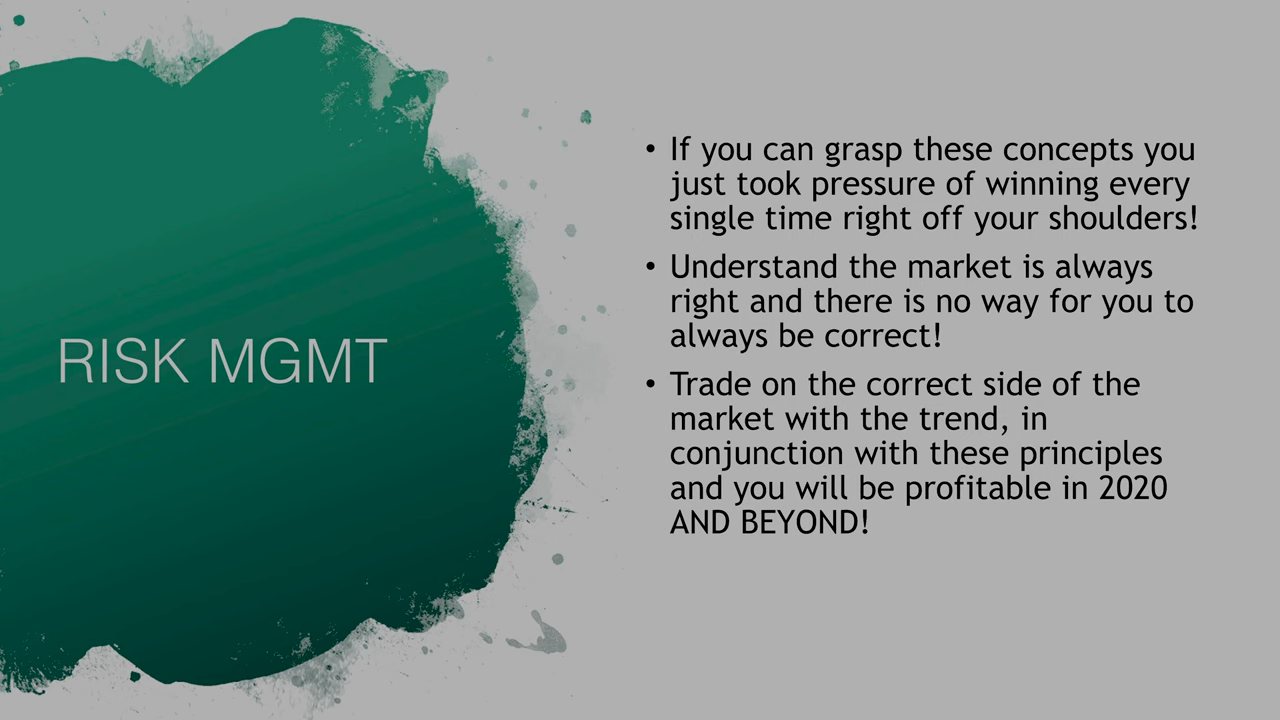 RISK MGMT
• If you can grasp these concepts you
just took pressure of winning every
single time right off your shoulders!
• Understand the market is always
right and there is no way for you to
always be correct!
• Trade on the correct side of the
market with the trend, in
conjunction with these principles
and you will be profitable in 2020
AND BEYOND!